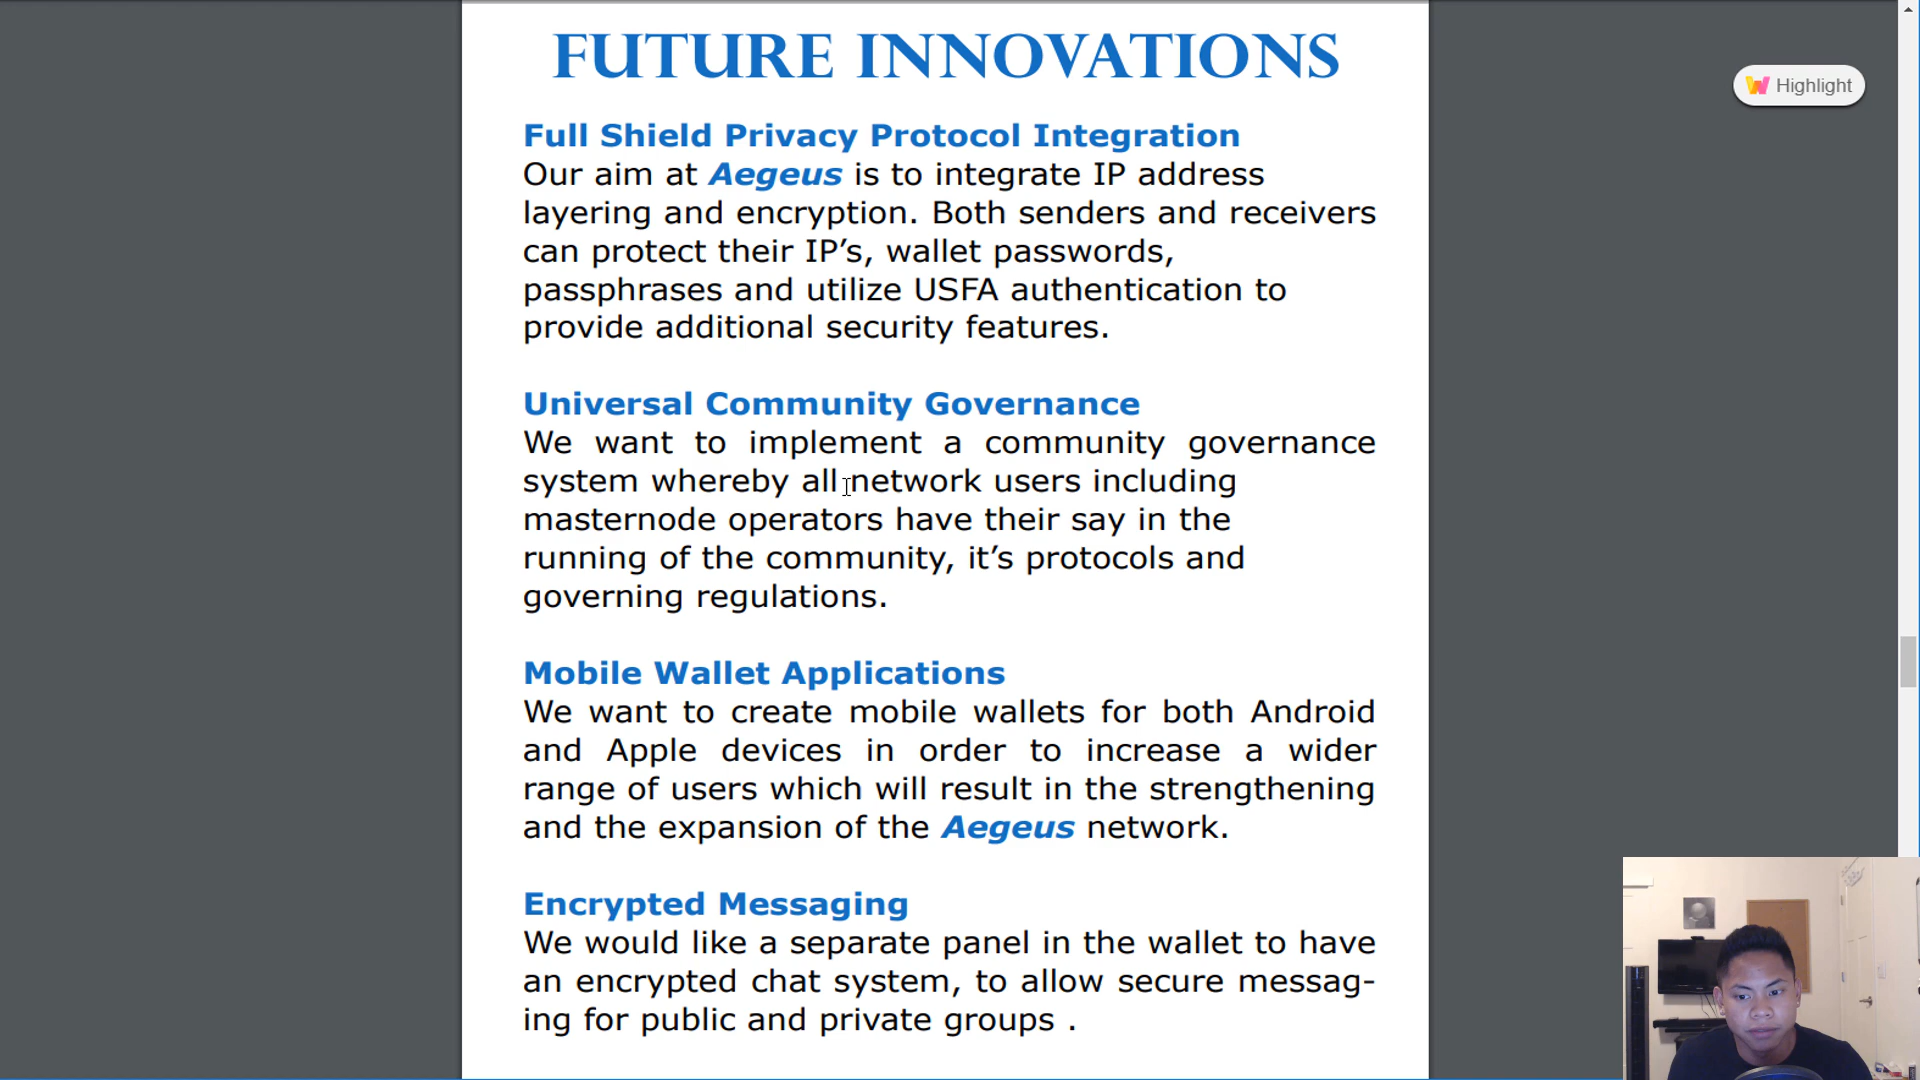 FUTURE INNOVATIONS
Highlight
Full Shield Privacy Protocol Integration
Our aim at Aegeus is to integrate IP address
layering and encryption. Both senders and receivers
can protect their IP’s, wallet passwords,
passphrases and utilize USFA authentication to
provide additional security features.
Universal Community Governance
We want to implement a community governance
system whereby all network users including
masternode operators have their say in the
running of the community, it’s protocols and
governing regulations.
Mobile Wallet Applications
We want to create mobile wallets for both Android
and Apple devices in order to increase a wider
range of users which will result in the strengthening
and the expansion of the Aegeus network.
Encrypted Messaging
We would like a separate panel in the wallet to have
an encrypted chat system, to allow secure messag-
ing for public and private groups .